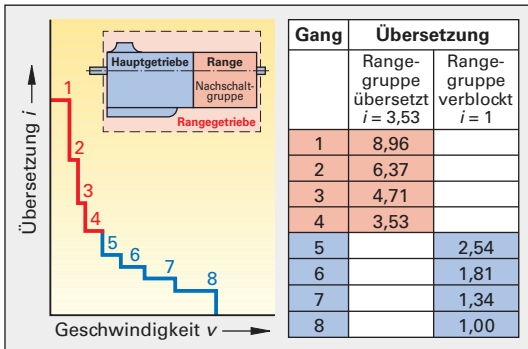 Hauptgetriebe
Range
Nachschalt-
gruppe
Rangegetriebe
Übersetzung i
1
2
3
4
5
6
7
8
Geschwindigkeit v
Gang Übersetzung
Range- Range-
gruppe gruppe
übersetzt verblockt
i = 3,53 i = 1
1 8,96
2 6,37
3 4,71
4 3,53
5 2,54
6 1,81
7 1,34
8 1,00